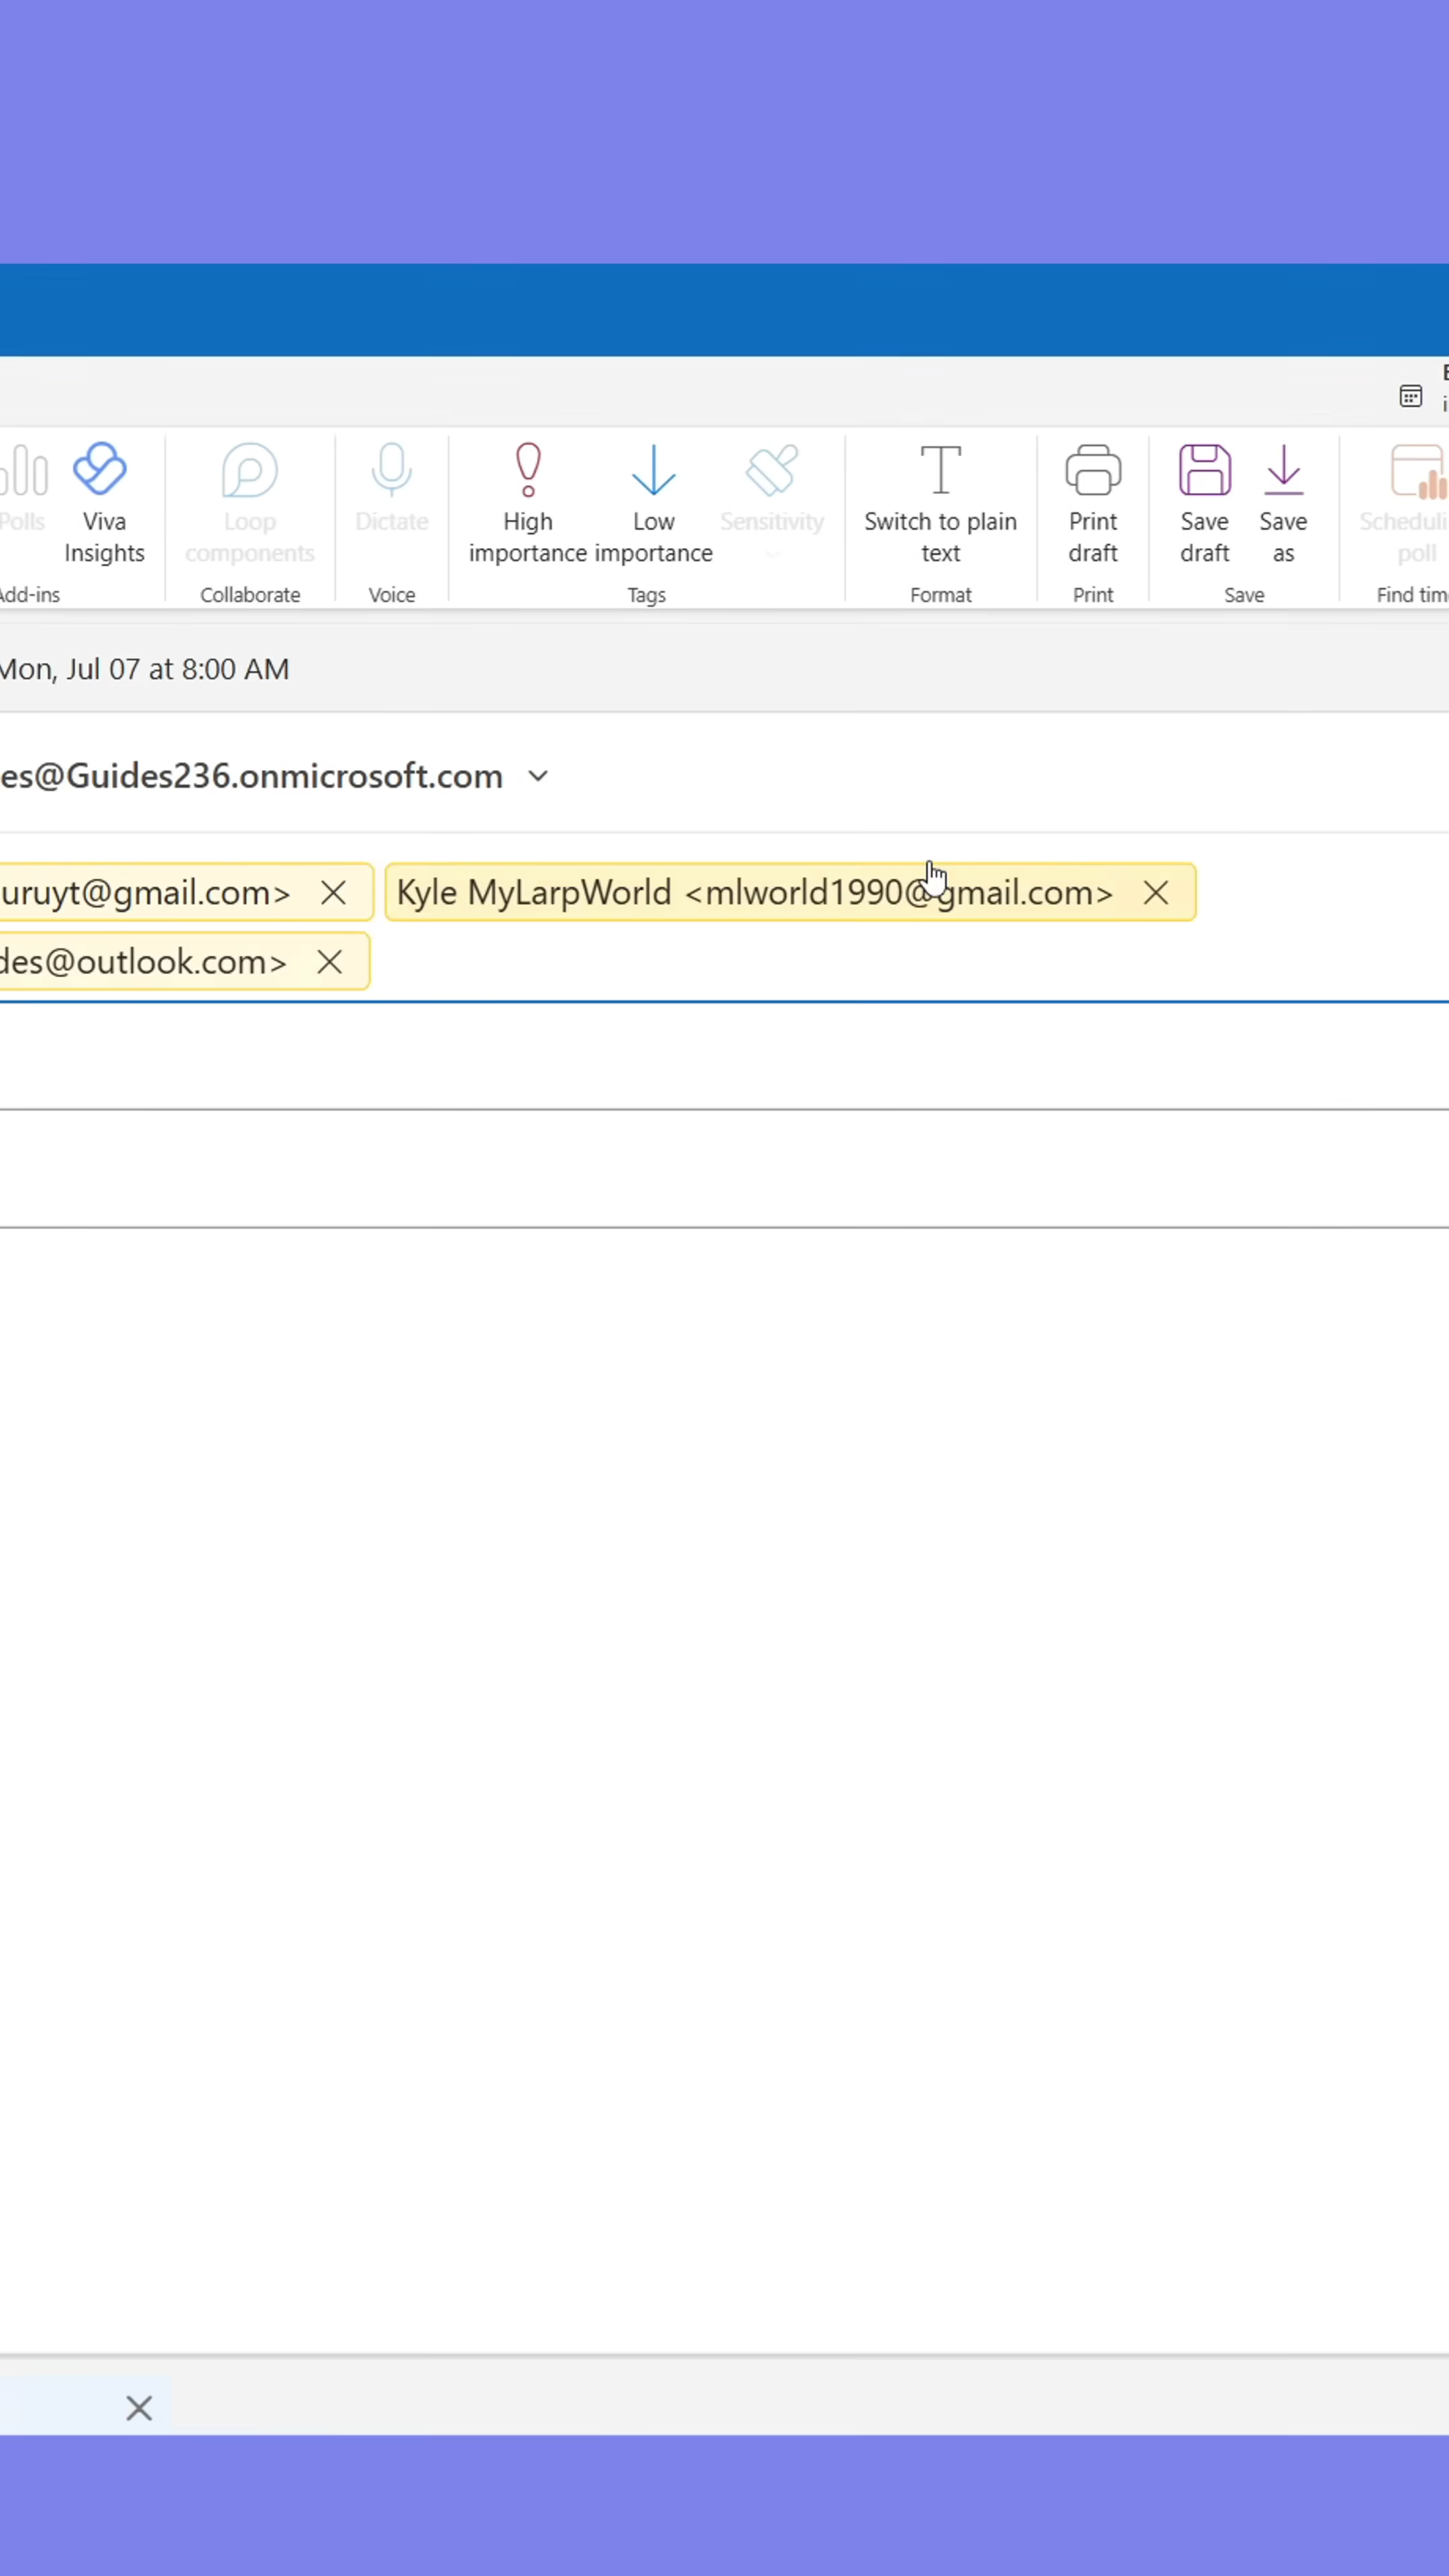 Polls
Viva Insights
Loop components
Dictate
High importance
Low importance
Sensitivity
Switch to plain text
Print draft
Save draft
Save as
poll
Add-ins
Collaborate
Voice
Tags
Format
Print
Save
Find
Mon, Jul 07 at 8:00 AM
es@Guides236.onmicrosoft.com
uruyt@gmail.com>
Kyle MyLarpWorld <mlworld1990@gmail.com>
des@outlook.com>